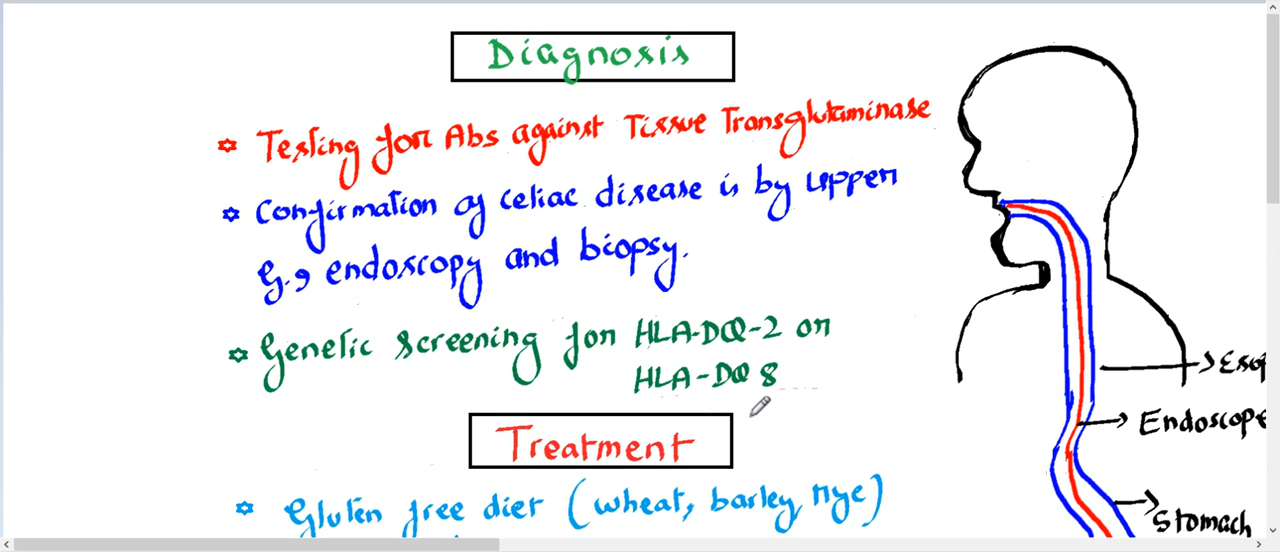 Diagnosis
Testing for Abs against Tissue Transglutaminase
Confirmation of celiac disease is by upper
G.I endoscopy and biopsy.
Genetic screening for HLA-DQ-2 or
HLA-DQ 8
Treatment
Gluten free diet (wheat, barley, rye)
Endoscope
Stomach